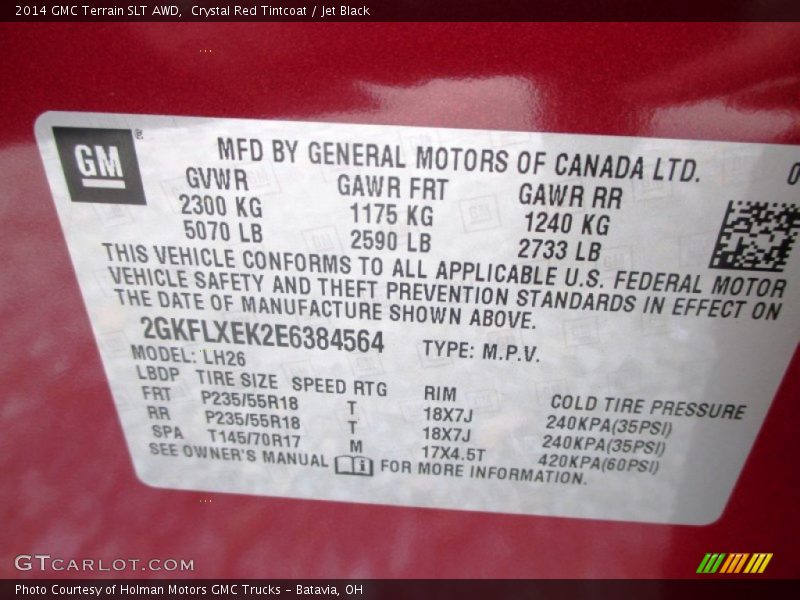 2014 GMC Terrain SLT AWD,  Crystal Red Tintcoat / Jet Black
GM ®
MFD BY GENERAL MOTORS OF CANADA LTD. 0
GVWR GAWR FRT GAWR RR
2300 KG 1175 KG 1240 KG
5070 LB 2590 LB 2733 LB
THIS VEHICLE CONFORMS TO ALL APPLICABLE U.S. FEDERAL MOTOR
VEHICLE SAFETY AND THEFT PREVENTION STANDARDS IN EFFECT ON
THE DATE OF MANUFACTURE SHOWN ABOVE.
2GKFLXEK2E6384564 TYPE: M.P.V.
MODEL: LH26
LBDP TIRE SIZE SPEED RTG RIM COLD TIRE PRESSURE
FRT P235/55R18 T 18X7J 240KPA(35PSI)
RR P235/55R18 T 18X7J 240KPA(35PSI)
SPA T145/70R17 M 17X4.5T 420KPA(60PSI)
SEE OWNER'S MANUAL i FOR MORE INFORMATION.
GTCARLOT.COM
Photo Courtesy of Holman Motors GMC Trucks - Batavia, OH